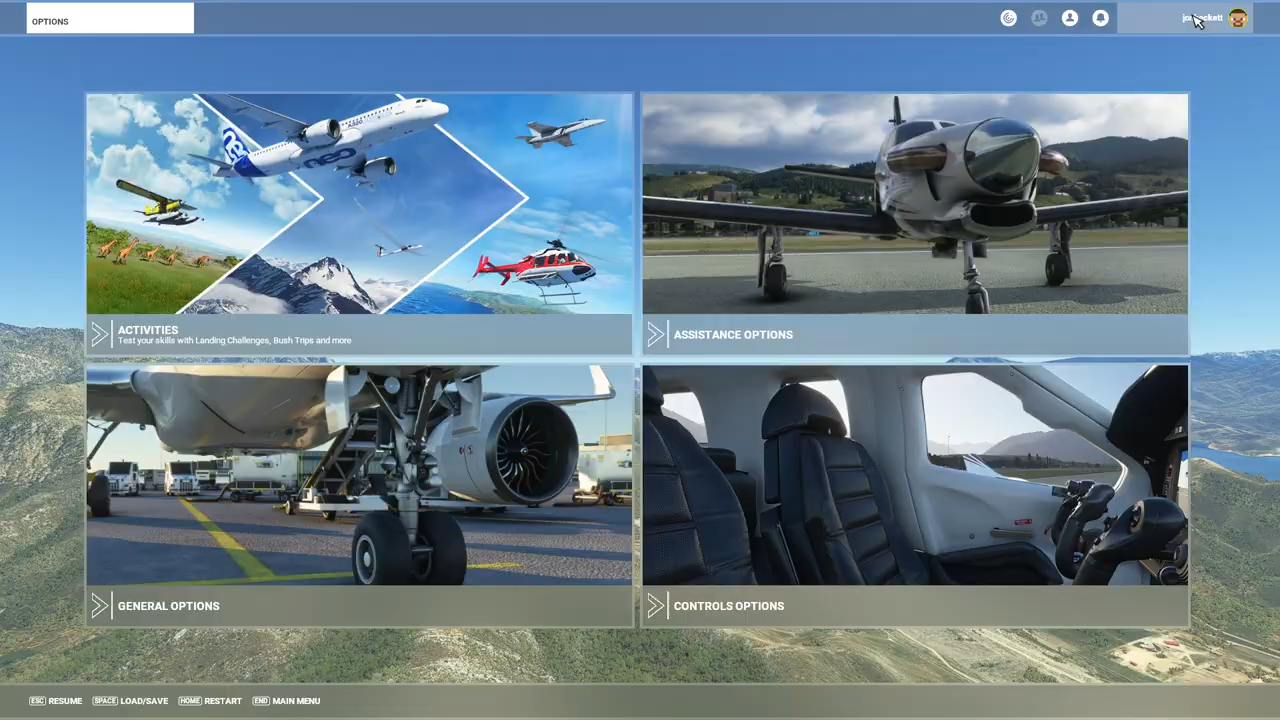 OPTIONS
ACTIVITIES
Test your skills with Landing Challenges, Bush Trips and more
ASSISTANCE OPTIONS
GENERAL OPTIONS
CONTROLS OPTIONS
ESC RESUME SPACE LOAD/SAVE HOME RESTART END MAIN MENU
neo